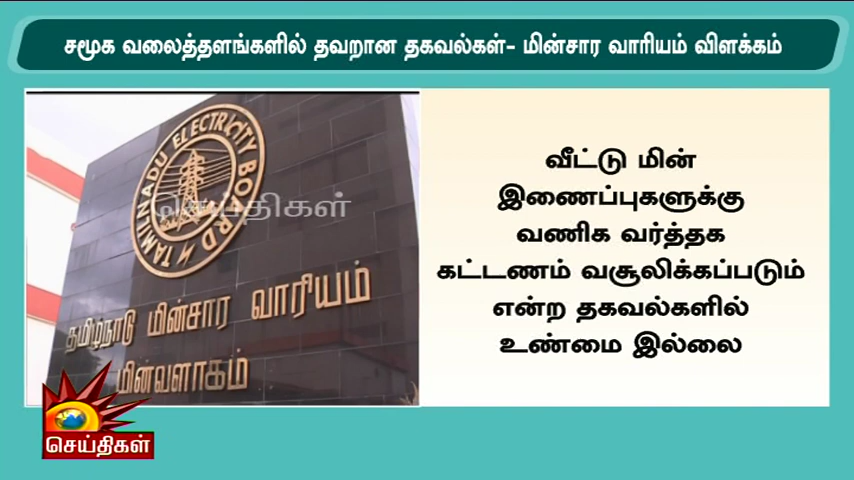 சமூக வலைத்தளங்களில் தவறான தகவல்கள்- மின்சார வாரியம் விளக்கம்
TAMILNADU ELECTRICITY BOARD
செய்திகள்
தமிழ்நாடு மின்சார வாரியம்
மின்வளாகம்
வீட்டு மின்
இணைப்புகளுக்கு
வணிக வர்த்தக
கட்டணம் வசூலிக்கப்படும்
என்ற தகவல்களில்
உண்மை இல்லை
செய்திகள்